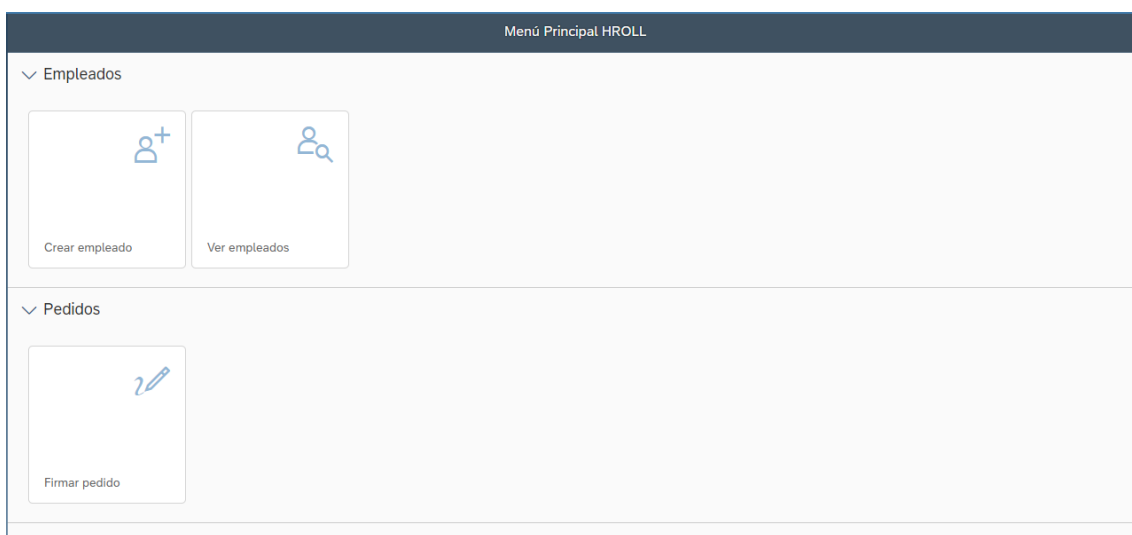 Menú Principal HROLL
Empleados
Crear empleado
Ver empleados
Pedidos
Firmar pedido